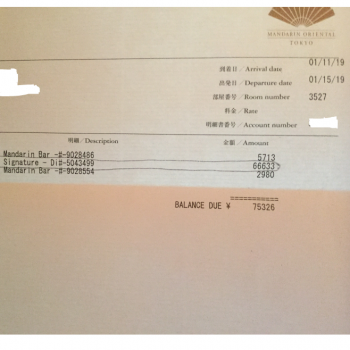 MANDARIN ORIENTAL
TOKYO
到着日/Arrival date 01/11/19
出発日/Departure date 01/15/19
部屋番号/Room number 3527
料金/Rate
明細書番号/Account number
明細/Description 金額/Amount
Mandarin Bar -#-9028486 5713
Signature - Di#-5043499 66633
Mandarin Bar -#-9028554 2980
BALANCE DUE ¥ 75326